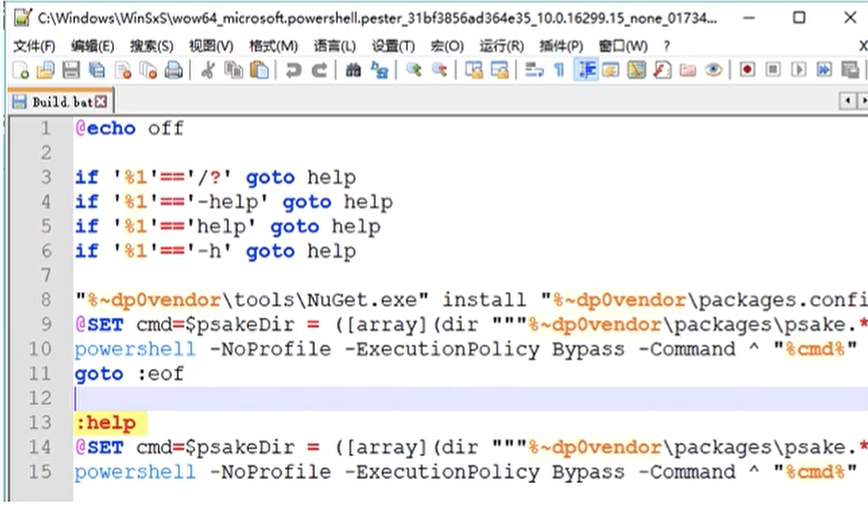 C:\Windows\WinSxS\wow64_microsoft.powershell.pester_31bf3856ad364e35_10.0.16299.15_none_01734...
文件(F) 编辑(E) 搜索(S) 视图(V) 格式(M) 语言(L) 设置(T) 宏(O) 运行(R) 插件(P) 窗口(W) ? X
Build.bat
1 @echo off
2
3 if '%1'=='/?' goto help
4 if '%1'=='-help' goto help
5 if '%1'=='help' goto help
6 if '%1'=='-h' goto help
7
8 "%~dp0vendor\tools\NuGet.exe" install "%~dp0vendor\packages.confi
9 @SET cmd=$psakeDir = ([array](dir """%~dp0vendor\packages\psake.*
10 powershell -NoProfile -ExecutionPolicy Bypass -Command ^ "%cmd%"
11 goto :eof
12
13 :help
14 @SET cmd=$psakeDir = ([array](dir """%~dp0vendor\packages\psake.*
15 powershell -NoProfile -ExecutionPolicy Bypass -Command ^ "%cmd%"